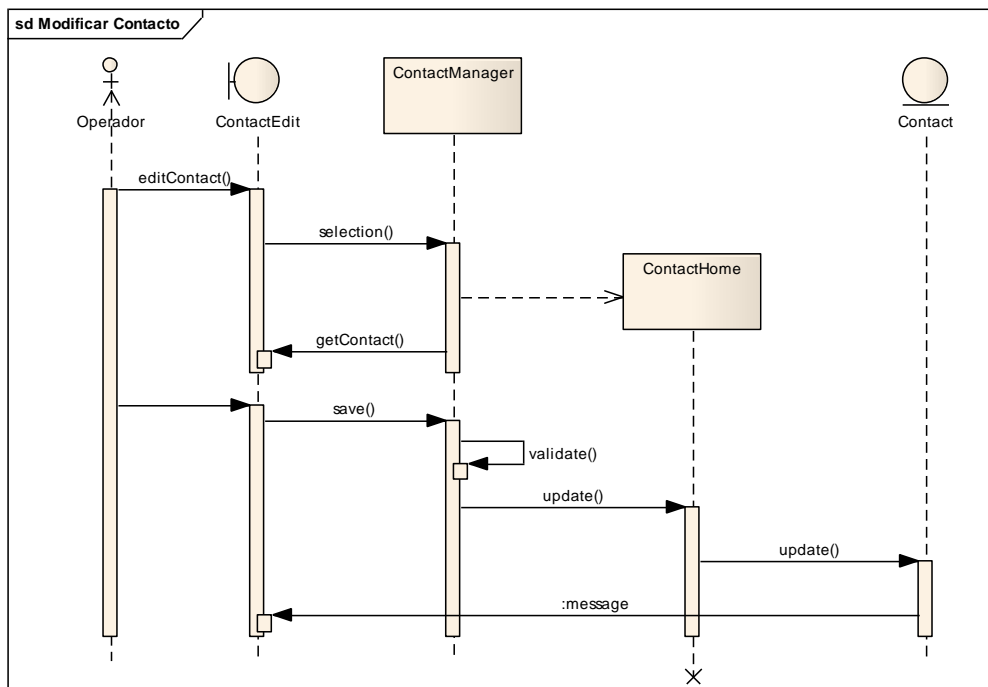 sd Modificar Contacto
Operador
ContactEdit
ContactManager
Contact
editContact()
selection()
ContactHome
getContact()
save()
validate()
update()
update()
:message